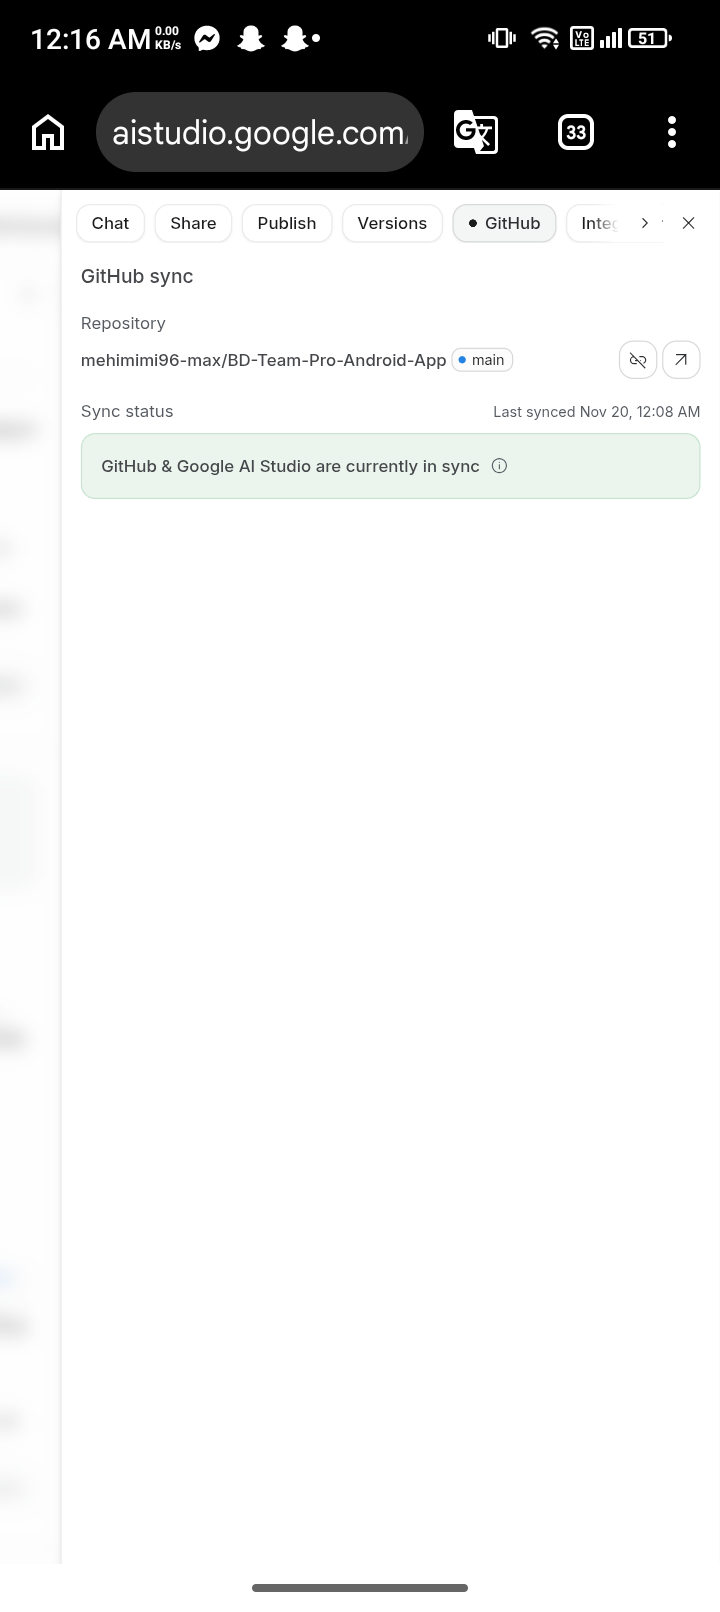 12:16 AM 0.00 KB/s Vo LTE 51
aistudio.google.com 33
Chat Share Publish Versions GitHub Integ
GitHub sync
Repository
mehimimi96-max/BD-Team-Pro-Android-App main
Sync status Last synced Nov 20, 12:08 AM
GitHub & Google AI Studio are currently in sync